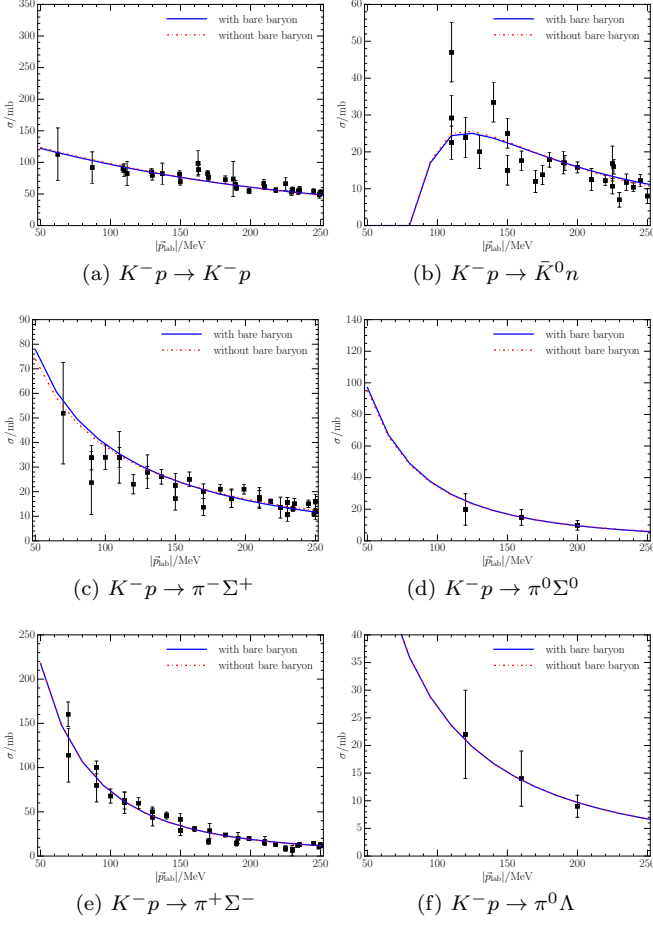 350
300
250
200
150
100
50
0
σ/mb
with bare baryon
without bare baryon
50 100 150 200 250
|p⃗_lab|/MeV
(a) K⁻p → K⁻p
60
50
40
30
20
10
0
σ/mb
with bare baryon
without bare baryon
50 100 150 200 250
|p⃗_lab|/MeV
(b) K⁻p → K̄⁰n
90
80
70
60
50
40
30
20
10
0
σ/mb
with bare baryon
without bare baryon
50 100 150 200 250
|p⃗_lab|/MeV
(c) K⁻p → π⁻Σ⁺
140
120
100
80
60
40
20
0
σ/mb
with bare baryon
without bare baryon
50 100 150 200 250
|p⃗_lab|/MeV
(d) K⁻p → π⁰Σ⁰
250
200
150
100
50
0
σ/mb
with bare baryon
without bare baryon
50 100 150 200 250
|p⃗_lab|/MeV
(e) K⁻p → π⁺Σ⁻
40
35
30
25
20
15
10
5
0
σ/mb
with bare baryon
without bare baryon
50 100 150 200 250
|p⃗_lab|/MeV
(f) K⁻p → π⁰Λ